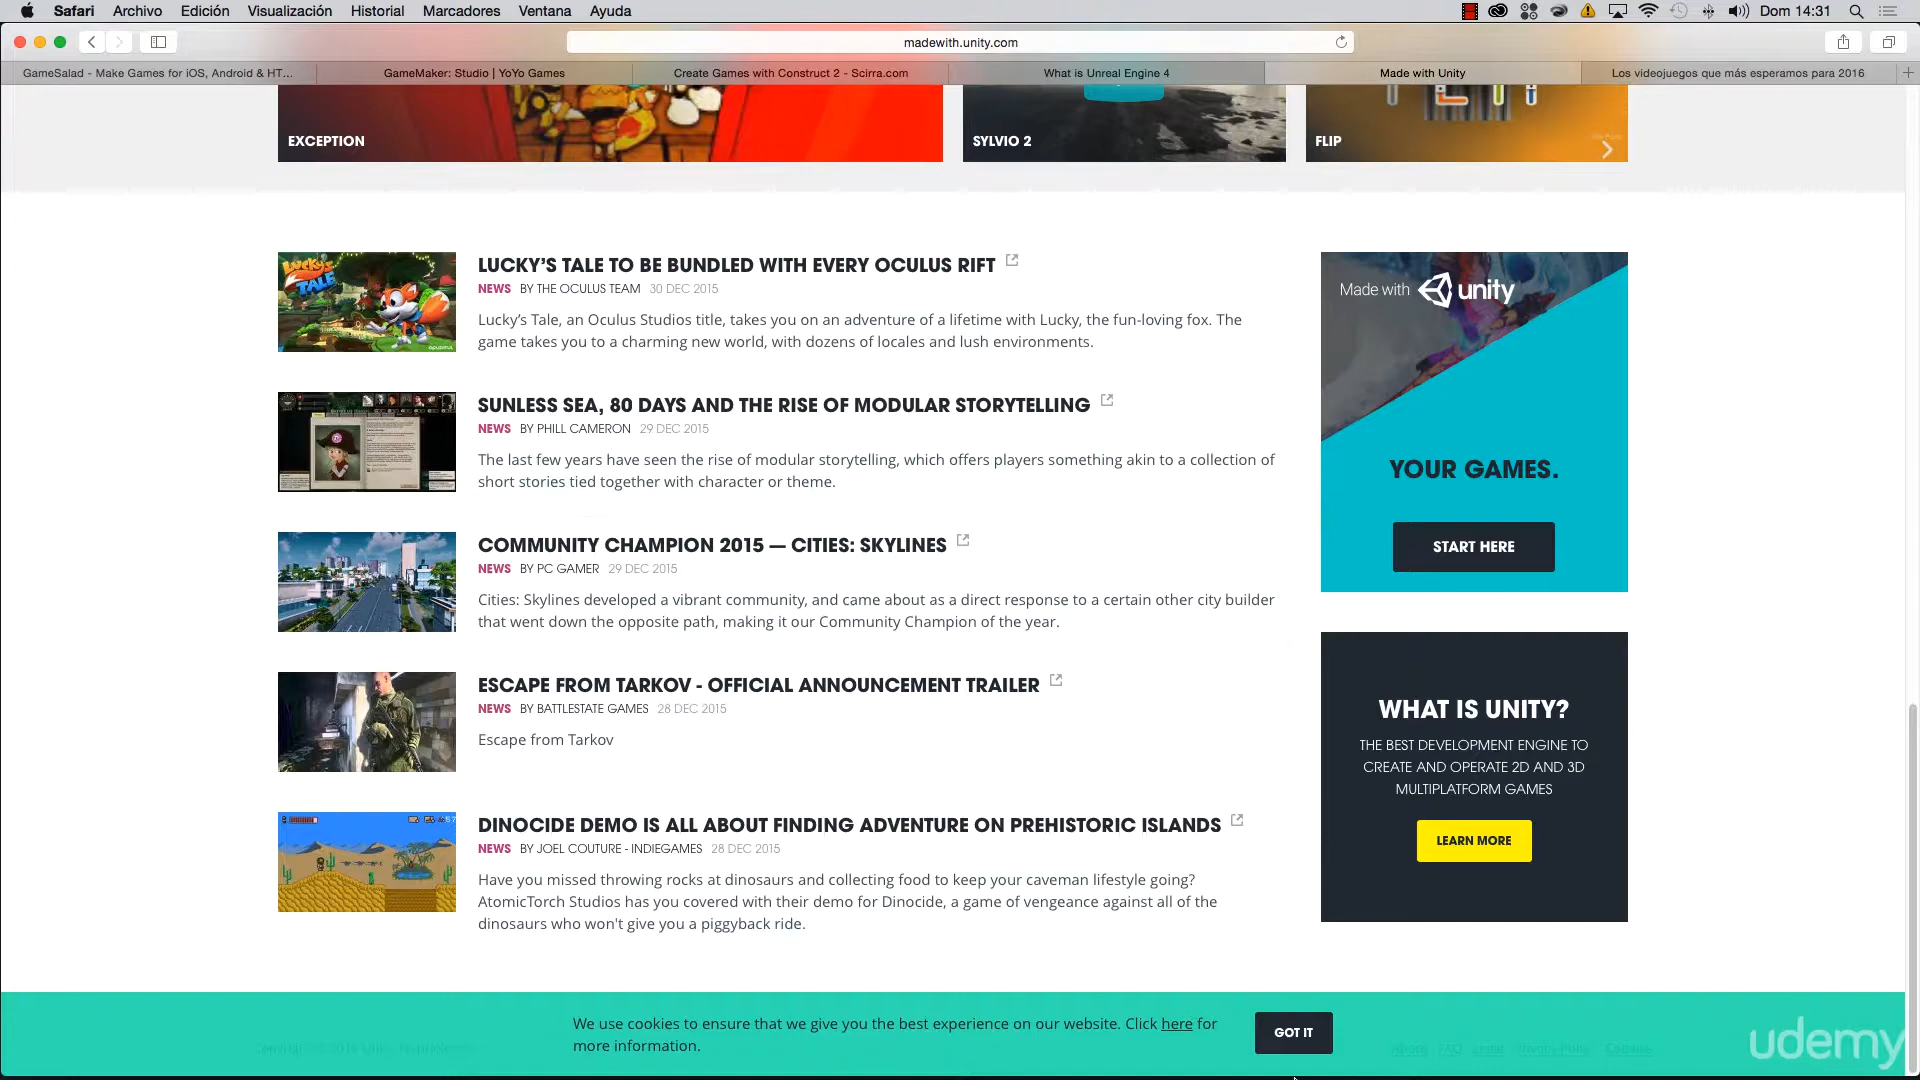 Safari Archivo Edición Visualización Historial Marcadores Ventana Ayuda Dom 14:31
madewith.unity.com
GameSalad - Make Games for iOS, Android & HT... GameMaker: Studio | YoYo Games Create Games with Construct 2 - Scirra.com What is Unreal Engine 4 Made with Unity Los videojuegos que más esperamos para 2016
EXCEPTION SYLVIO 2 FLIP
LUCKY'S TALE TO BE BUNDLED WITH EVERY OCULUS RIFT
NEWS BY THE OCULUS TEAM 30 DEC 2015
Lucky's Tale, an Oculus Studios title, takes you on an adventure of a lifetime with Lucky, the fun-loving fox. The
game takes you to a charming new world, with dozens of locales and lush environments.
LUCKY'S
TALE
SUNLESS SEA, 80 DAYS AND THE RISE OF MODULAR STORYTELLING
NEWS BY PHILL CAMERON 29 DEC 2015
The last few years have seen the rise of modular storytelling, which offers players something akin to a collection of
short stories tied together with character or theme.
COMMUNITY CHAMPION 2015 — CITIES: SKYLINES
NEWS BY PC GAMER 29 DEC 2015
Cities: Skylines developed a vibrant community, and came about as a direct response to a certain other city builder
that went down the opposite path, making it our Community Champion of the year.
ESCAPE FROM TARKOV - OFFICIAL ANNOUNCEMENT TRAILER
NEWS BY BATTLESTATE GAMES 28 DEC 2015
Escape from Tarkov
DINOCIDE DEMO IS ALL ABOUT FINDING ADVENTURE ON PREHISTORIC ISLANDS
NEWS BY JOEL COUTURE - INDIEGAMES 28 DEC 2015
Have you missed throwing rocks at dinosaurs and collecting food to keep your caveman lifestyle going?
AtomicTorch Studios has you covered with their demo for Dinocide, a game of vengeance against all of the
dinosaurs who won't give you a piggyback ride.
Made with unity
YOUR GAMES.
START HERE
WHAT IS UNITY?
THE BEST DEVELOPMENT ENGINE TO
CREATE AND OPERATE 2D AND 3D
MULTIPLATFORM GAMES
LEARN MORE
We use cookies to ensure that we give you the best experience on our website. Click here for
more information.
GOT IT
udemy